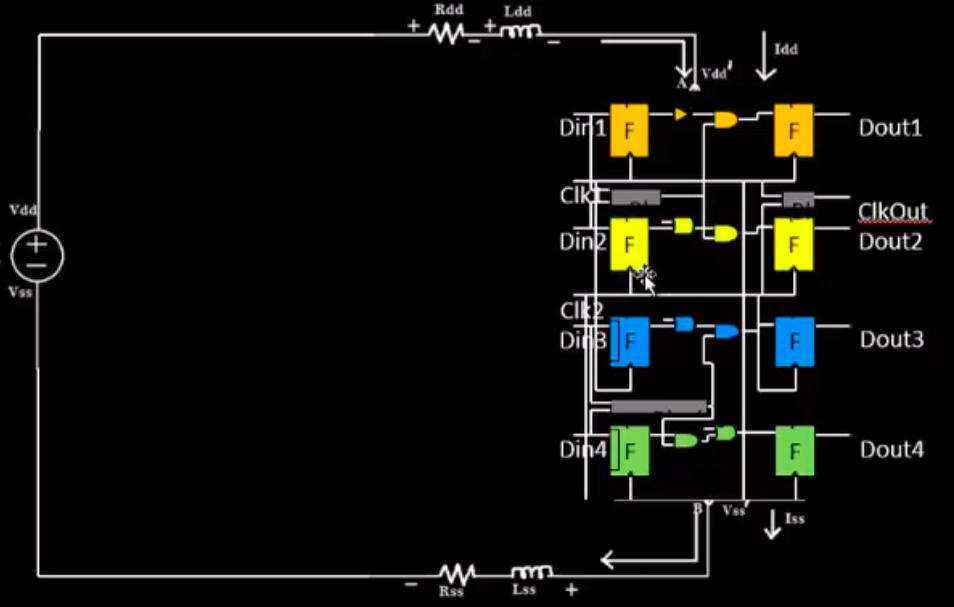 Rdd Ldd
+ − + −
Idd
A Vdd'
Din1 F F Dout1
Clk1
ClkOut
Din2 F F Dout2
Vdd
+
−
Vss
Clk2
Din3 F F Dout3
Din4 F F Dout4
B Vss'
Iss
− Rss Lss +